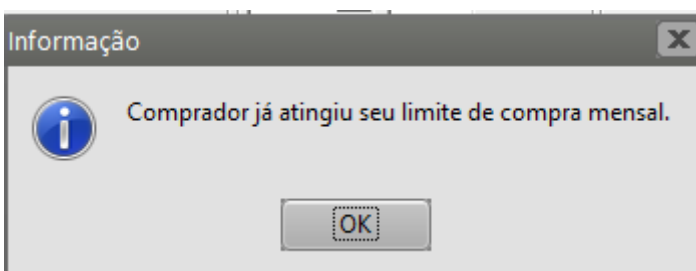 Informação
Comprador já atingiu seu limite de compra mensal.
OK